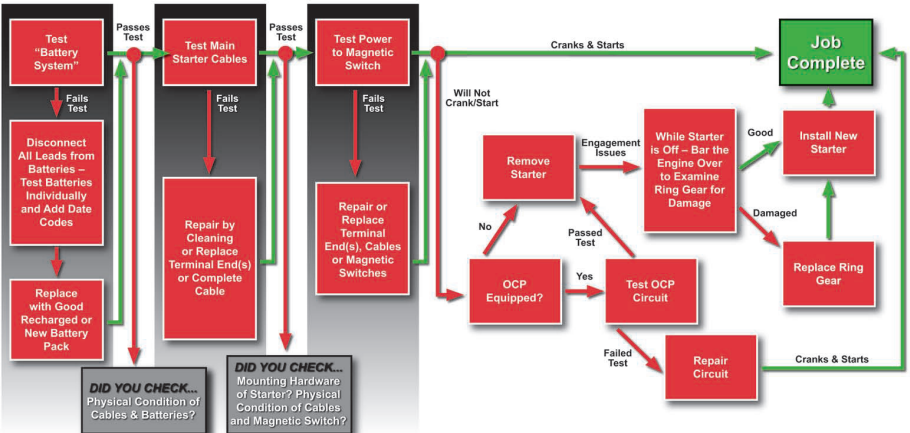 Test
"Battery
System"
Passes
Test
Fails
Test
Disconnect
All Leads from
Batteries –
Test Batteries
Individually
and Add Date
Codes
Replace
with Good
Recharged or
New Battery
Pack
DID YOU CHECK...
Physical Condition of
Cables & Batteries?
Test Main
Starter Cables
Passes
Test
Fails
Test
Repair by
Cleaning
or Replace
Terminal End(s)
or Complete
Cable
DID YOU CHECK...
Mounting Hardware
of Starter? Physical
Condition of Cables
and Magnetic Switch?
Test Power
to Magnetic
Switch
Fails
Test
Repair or
Replace
Terminal
End(s), Cables
or Magnetic
Switches
Cranks & Starts
Will Not
Crank/Start
OCP
Equipped?
No
Yes
Remove
Starter
Test OCP
Circuit
Passed
Test
Failed
Test
Repair
Circuit
Cranks & Starts
Engagement
Issues
While Starter
is Off – Bar the
Engine Over
to Examine
Ring Gear for
Damage
Good
Damaged
Replace Ring
Gear
Install New
Starter
Job
Complete